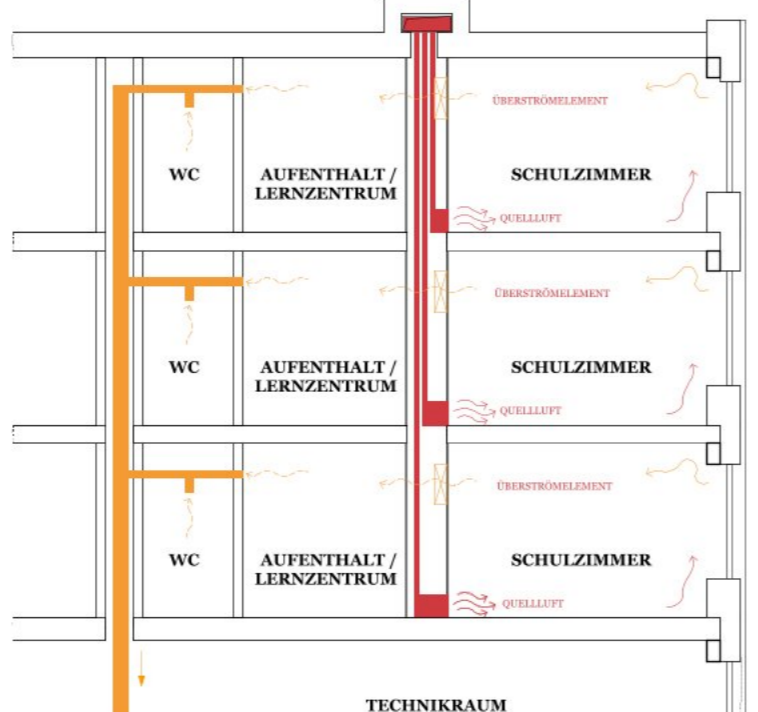 ÜBERSTRÖMELEMENT
WC
AUFENTHALT /
LERNZENTRUM
SCHULZIMMER
QUELLLUFT
ÜBERSTRÖMELEMENT
WC
AUFENTHALT /
LERNZENTRUM
SCHULZIMMER
QUELLLUFT
ÜBERSTRÖMELEMENT
WC
AUFENTHALT /
LERNZENTRUM
SCHULZIMMER
QUELLLUFT
TECHNIKRAUM